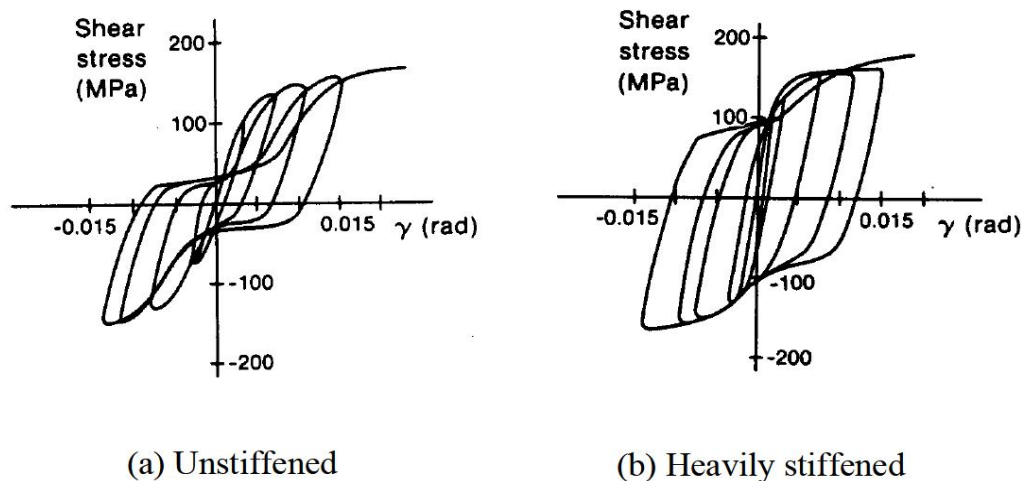 Shear
stress
(MPa)
200
100
-0.015
0.015
γ (rad)
-100
-200
(a) Unstiffened
Shear
stress
(MPa)
200
100
-0.015
0.015
γ (rad)
-100
-200
(b) Heavily stiffened